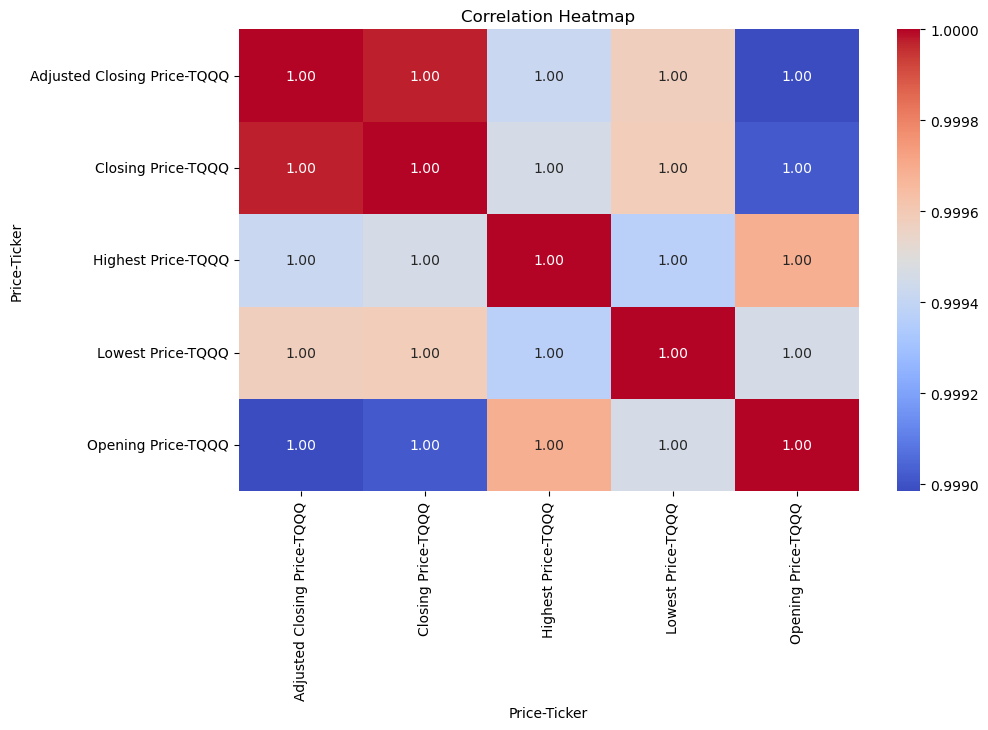 Correlation Heatmap
Price-Ticker
Adjusted Closing Price-TQQQ 1.00 1.00 1.00 1.00 1.00
Closing Price-TQQQ 1.00 1.00 1.00 1.00 1.00
Highest Price-TQQQ 1.00 1.00 1.00 1.00 1.00
Lowest Price-TQQQ 1.00 1.00 1.00 1.00 1.00
Opening Price-TQQQ 1.00 1.00 1.00 1.00 1.00
Adjusted Closing Price-TQQQ
Closing Price-TQQQ
Highest Price-TQQQ
Lowest Price-TQQQ
Opening Price-TQQQ
Price-Ticker
1.0000
0.9998
0.9996
0.9994
0.9992
0.9990